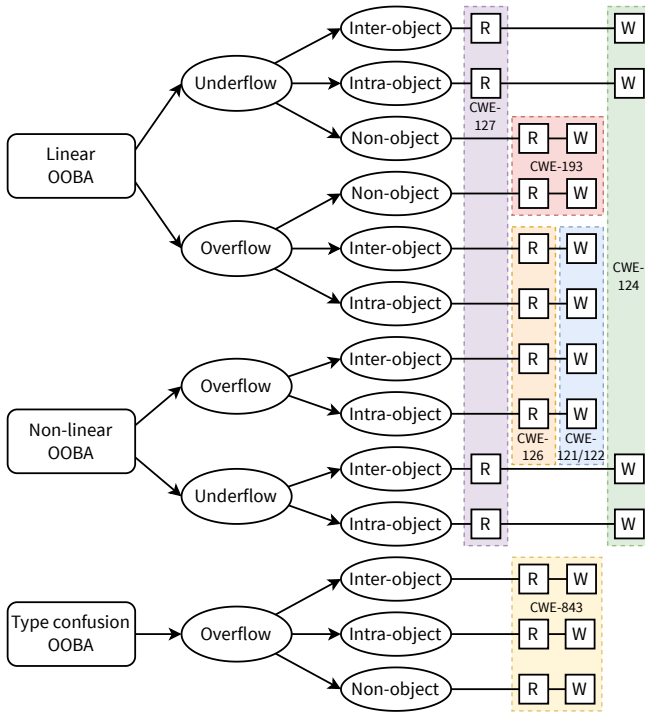 Inter-object R W
Underflow Intra-object R W
CWE-
127
Non-object R W
Linear
OOBA
CWE-193
Non-object R W
Overflow Inter-object R W
CWE-
124
Intra-object R W
Inter-object R W
Overflow
Intra-object R W
Non-linear
OOBA
CWE-
126
CWE-
121/122
Inter-object R W
Underflow
Intra-object R W
Inter-object R W
CWE-843
Type confusion
OOBA
Overflow Intra-object R W
Non-object R W